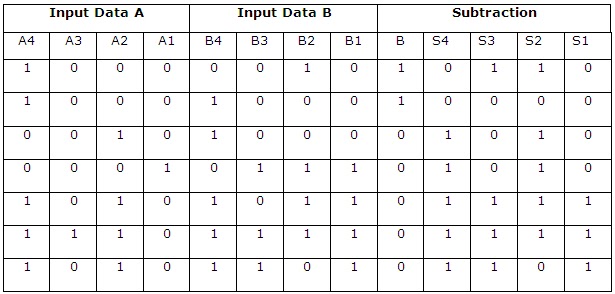 Input Data A Input Data B Subtraction
A4 A3 A2 A1 B4 B3 B2 B1 B S4 S3 S2 S1
1 0 0 0 0 0 1 0 1 0 1 1 0
1 0 0 0 1 0 0 0 1 0 0 0 0
0 0 1 0 1 0 0 0 0 1 0 1 0
0 0 0 1 0 1 1 1 0 1 0 1 0
1 0 1 0 1 0 1 1 0 1 1 1 1
1 1 1 0 1 1 1 1 0 1 1 1 1
1 0 1 0 1 1 0 1 0 1 1 0 1